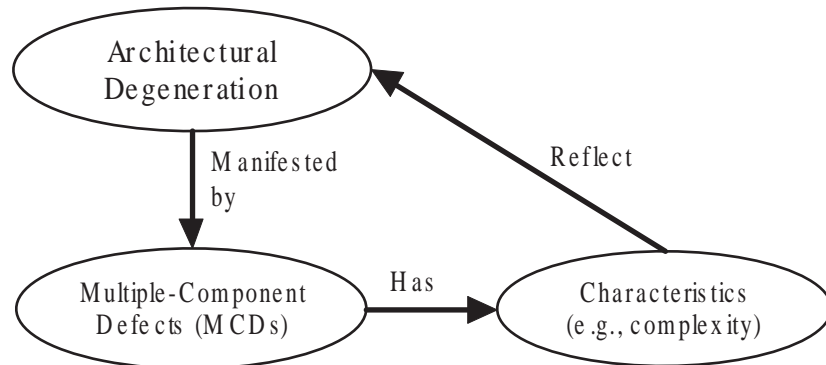 Architectural
Degeneration
Manifested
by
Reflect
Multiple-Component
Defects (MCDs)
Has
Characteristics
(e.g., complexity)